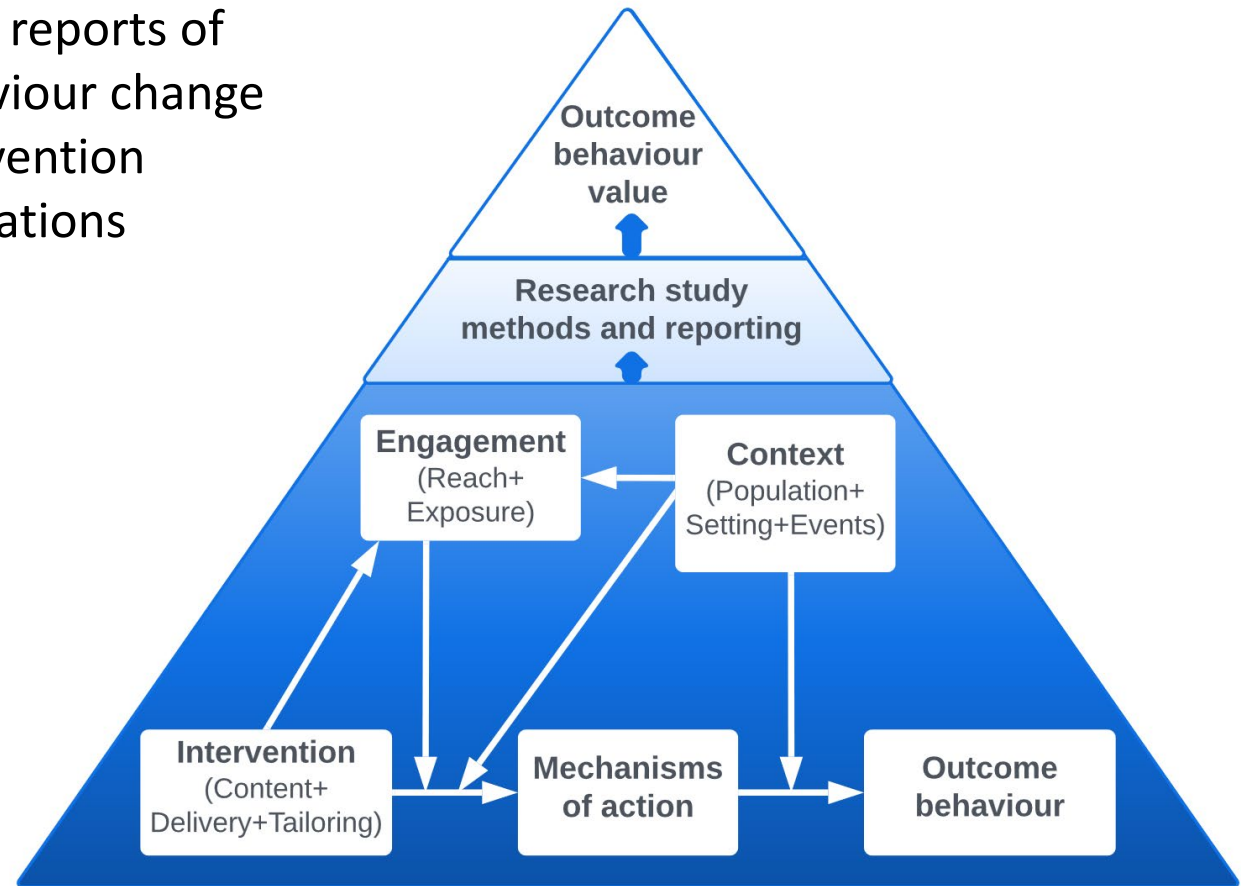 reports of
viour change
vention
ations
Outcome
behaviour
value
Research study
methods and reporting
Engagement
(Reach+
Exposure)
Context
(Population+
Setting+Events)
Intervention
(Content+
Delivery+Tailoring)
Mechanisms
of action
Outcome
behaviour